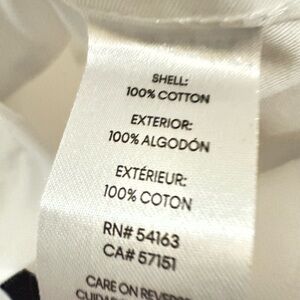 SHELL:
100% COTTON
EXTERIOR:
100% ALGODÓN
EXTÉRIEUR:
100% COTON
RN# 54163
CA# 57151
CARE ON REVERSE